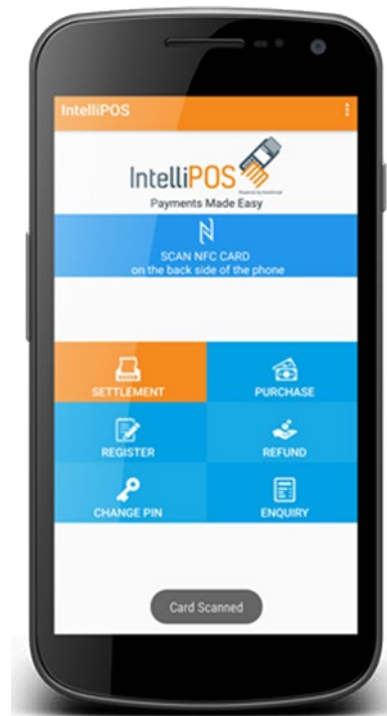 IntelliPOS
IntelliPOS
Payments Made Easy
SCAN NFC CARD
on the back side of the phone
SETTLEMENT
PURCHASE
REGISTER
REFUND
CHANGE PIN
ENQUIRY
Card Scanned